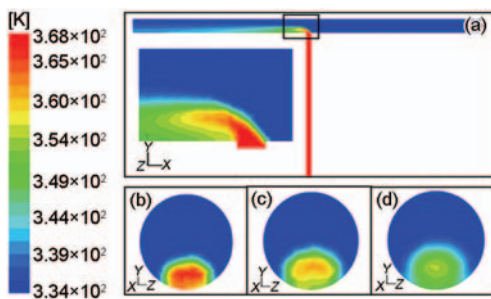 [K]
3.68×10²
3.65×10²
3.60×10²
3.54×10²
3.49×10²
3.44×10²
3.39×10²
3.34×10²
(a)
Y
Z X
(b)
Y
X Z
(c)
Y
X Z
(d)
Y
X Z